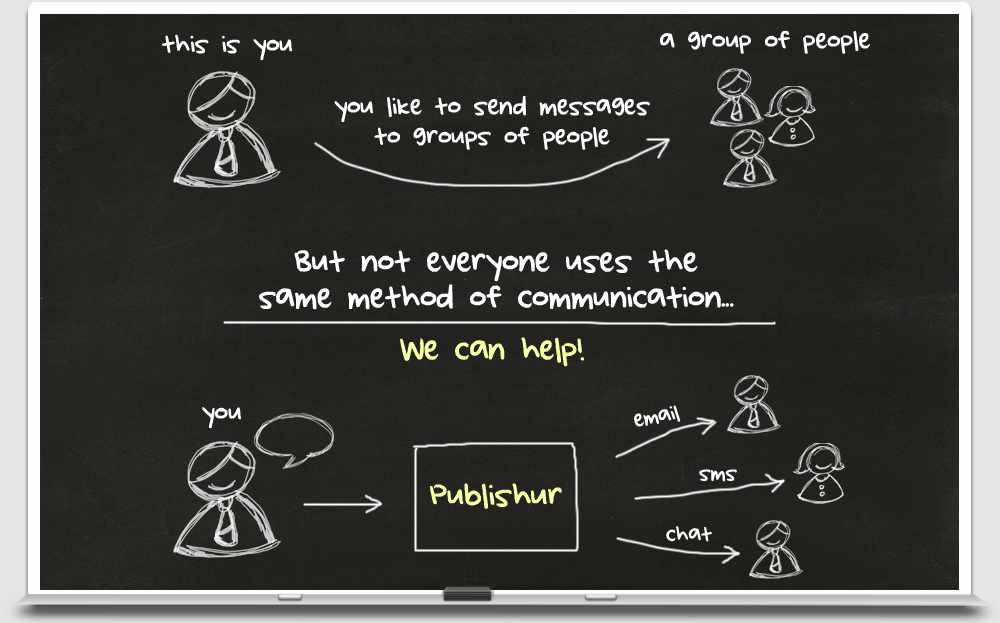 this is you
a group of people
you like to send messages
to groups of people
But not everyone uses the
same method of communication...
We can help!
you
email
Publishur
sms
chat